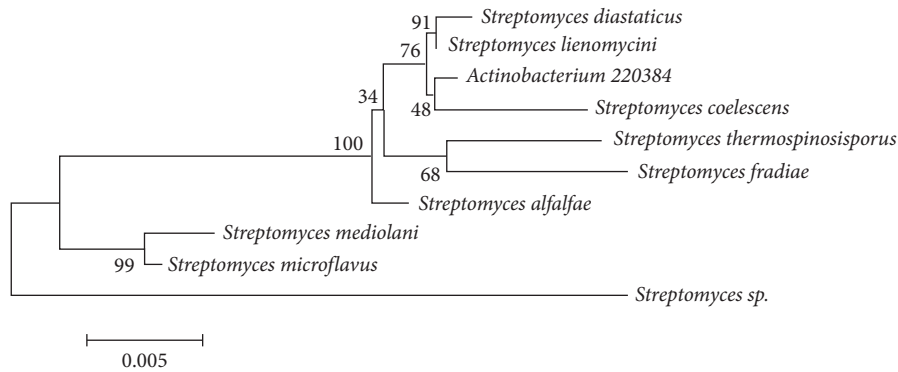 91
Streptomyces diastaticus
Streptomyces lienomycini
76
Actinobacterium 220384
34
48
Streptomyces coelescens
100
Streptomyces thermospinosisporus
68
Streptomyces fradiae
Streptomyces alfalfae
Streptomyces mediolani
99
Streptomyces microflavus
Streptomyces sp.
0.005